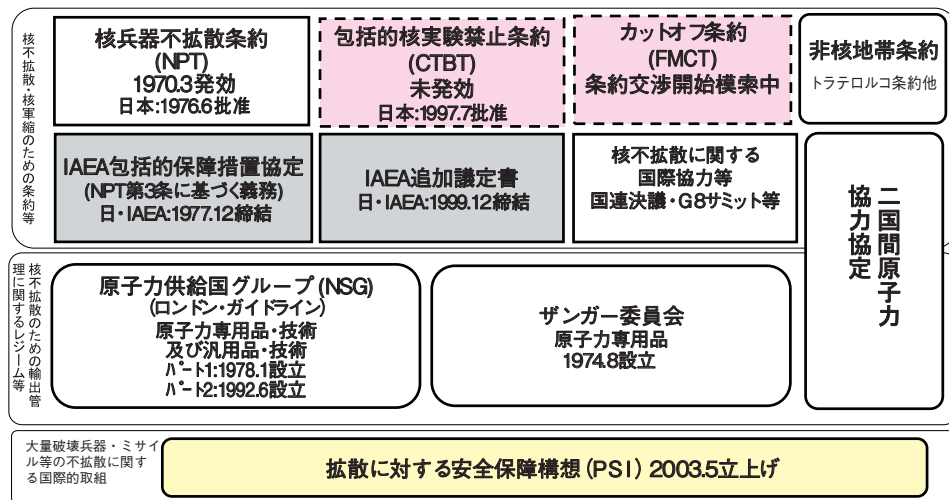 核不拡散・核軍縮のための条約等
核兵器不拡散条約
(NPT)
1970.3発効
日本:1976.6批准
包括的核実験禁止条約
(CTBT)
未発効
日本:1997.7批准
カットオフ条約
(FMCT)
条約交渉開始模索中
非核地帯条約
トラテロルコ条約他
IAEA包括的保障措置協定
(NPT第3条に基づく義務)
日・IAEA:1977.12締結
IAEA追加議定書
日・IAEA:1999.12締結
核不拡散に関する
国際協力等
国連決議・G8サミット等
二国間原子力
協力協定
核不拡散のための輸出管
理に関するレジーム等
原子力供給国グループ(NSG)
(ロンドン・ガイドライン)
原子力専用品・技術
及び汎用品・技術
パート1:1978.1設立
パート2:1992.6設立
ザンガー委員会
原子力専用品
1974.8設立
大量破壊兵器・ミサイ
ル等の不拡散に関す
る国際的取組
拡散に対する安全保障構想(PSI) 2003.5立上げ